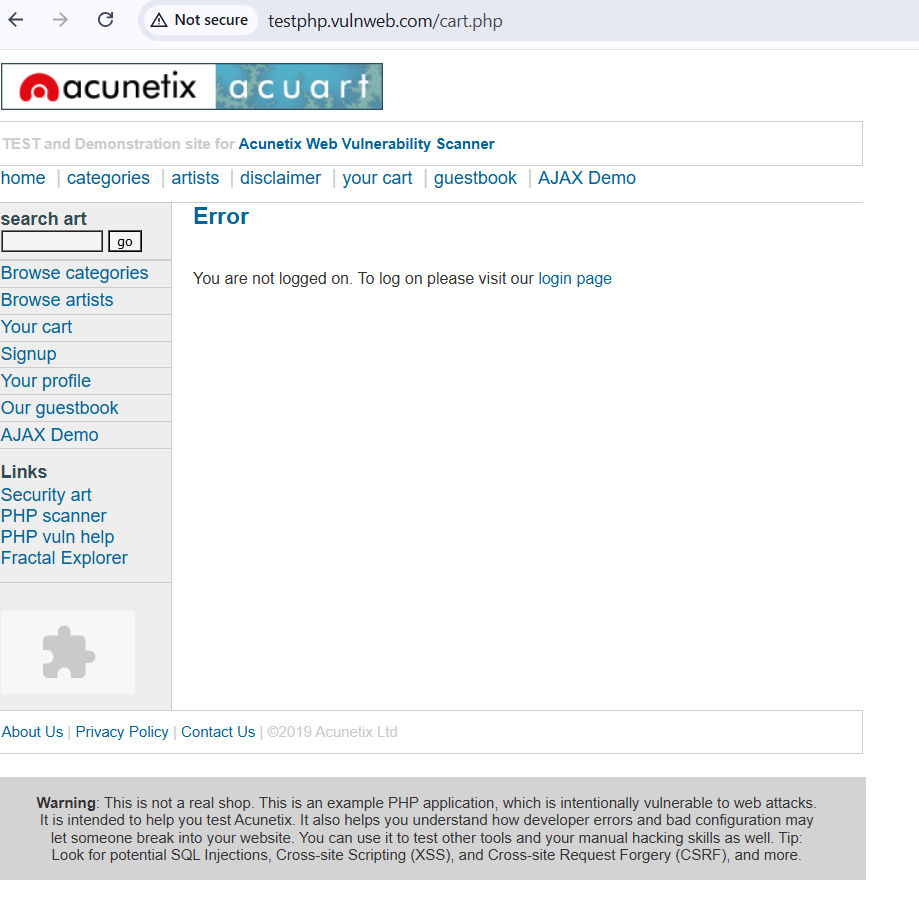 Not secure testphp.vulnweb.com/cart.php
acunetix acuart
TEST and Demonstration site for Acunetix Web Vulnerability Scanner
home | categories | artists | disclaimer | your cart | guestbook | AJAX Demo
search art
go
Browse categories
Browse artists
Your cart
Signup
Your profile
Our guestbook
AJAX Demo
Links
Security art
PHP scanner
PHP vuln help
Fractal Explorer
Error
You are not logged on. To log on please visit our login page
About Us | Privacy Policy | Contact Us | ©2019 Acunetix Ltd
Warning: This is not a real shop. This is an example PHP application, which is intentionally vulnerable to web attacks.
It is intended to help you test Acunetix. It also helps you understand how developer errors and bad configuration may
let someone break into your website. You can use it to test other tools and your manual hacking skills as well. Tip:
Look for potential SQL Injections, Cross-site Scripting (XSS), and Cross-site Request Forgery (CSRF), and more.